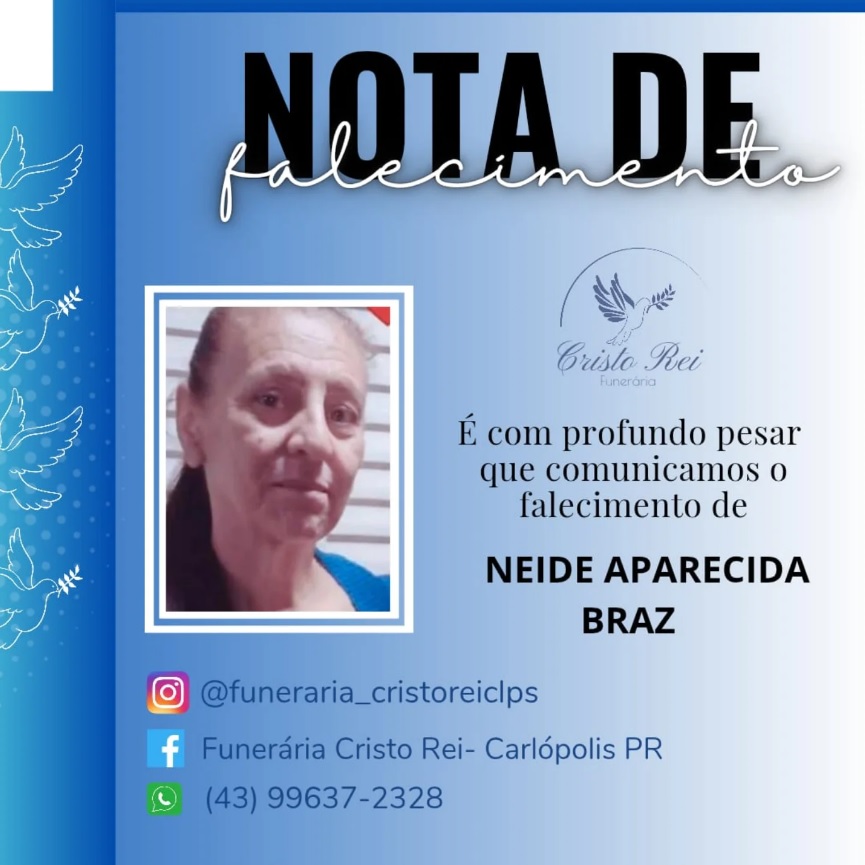 NOTA DE
falecimento
Cristo Rei
Funerária
É com profundo pesar
que comunicamos o
falecimento de
NEIDE APARECIDA
BRAZ
@funeraria_cristoreiclps
Funerária Cristo Rei- Carlópolis PR
(43) 99637-2328